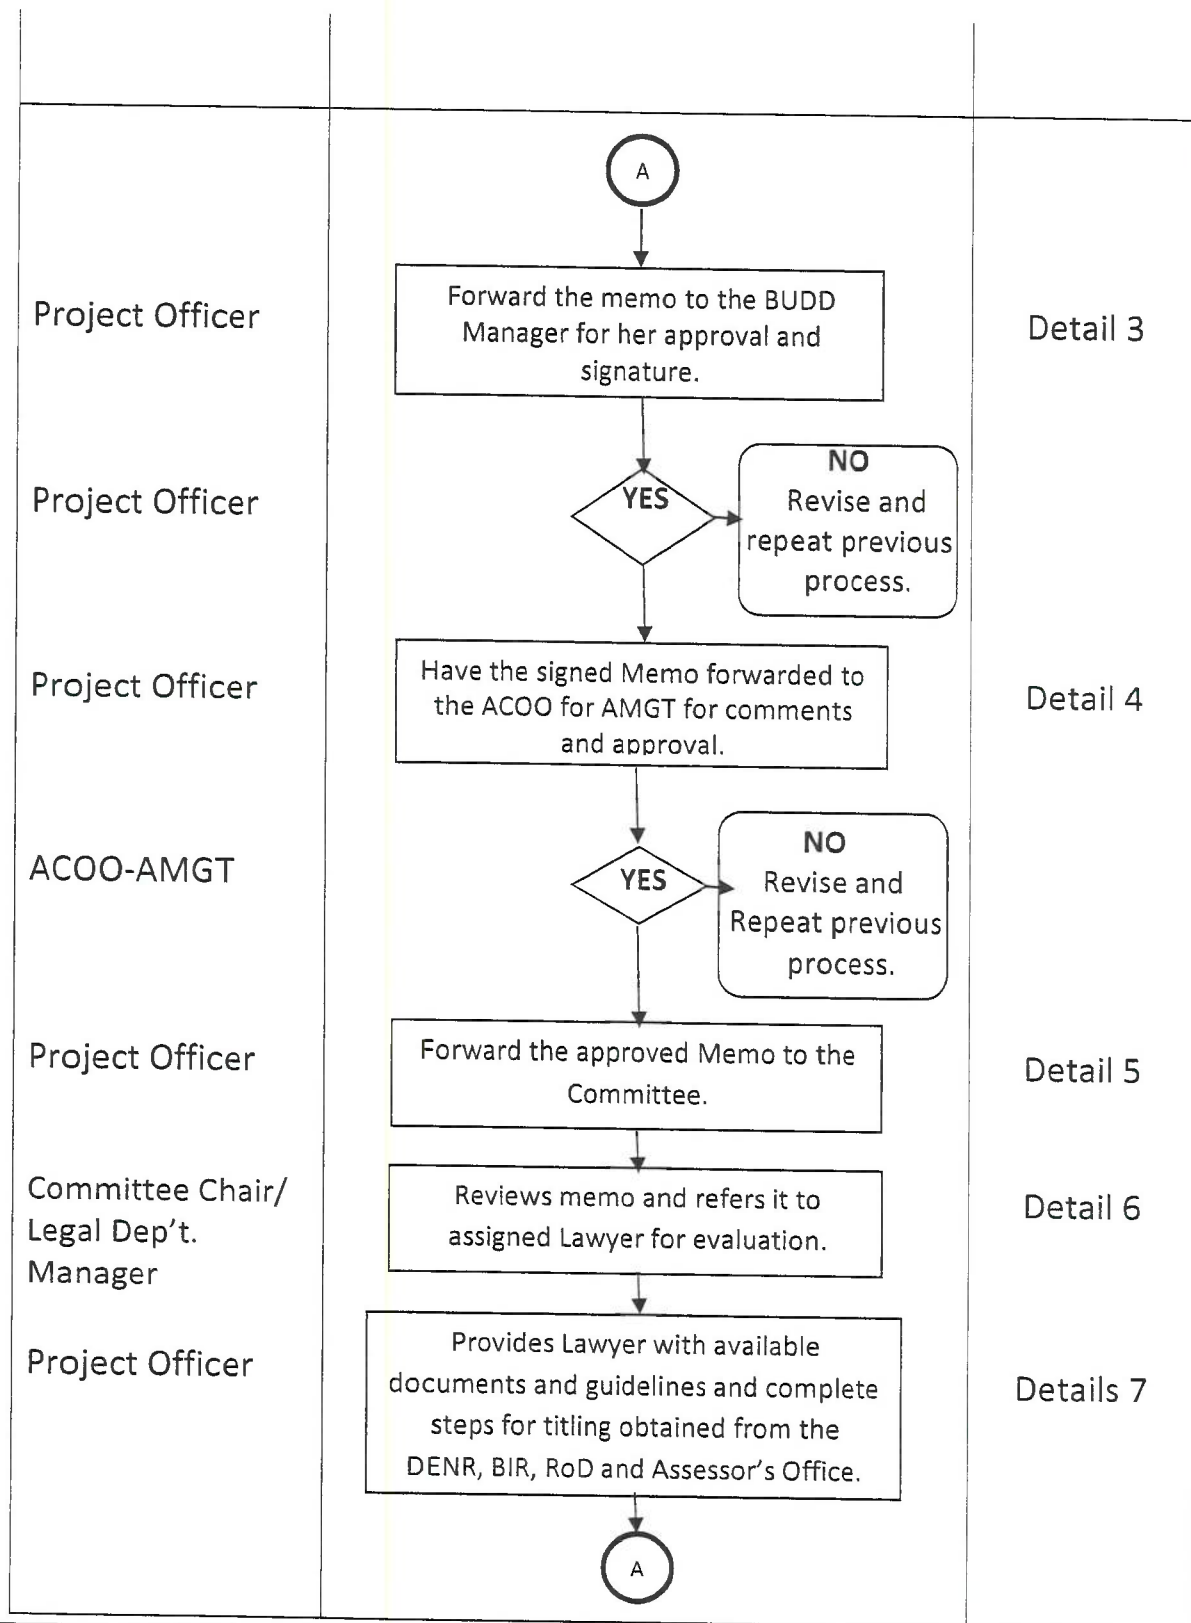 A
Project Officer
Forward the memo to the BUDD
Manager for her approval and
signature.
Detail 3
Project Officer
YES
NO
Revise and
repeat previous
process.
Project Officer
Have the signed Memo forwarded to
the ACOO for AMGT for comments
and approval.
Detail 4
ACOO-AMGT
YES
NO
Revise and
Repeat previous
process.
Project Officer
Forward the approved Memo to the
Committee.
Detail 5
Committee Chair/
Legal Dep't.
Manager
Reviews memo and refers it to
assigned Lawyer for evaluation.
Detail 6
Project Officer
Provides Lawyer with available
documents and guidelines and complete
steps for titling obtained from the
DENR, BIR, RoD and Assessor's Office.
Details 7
A